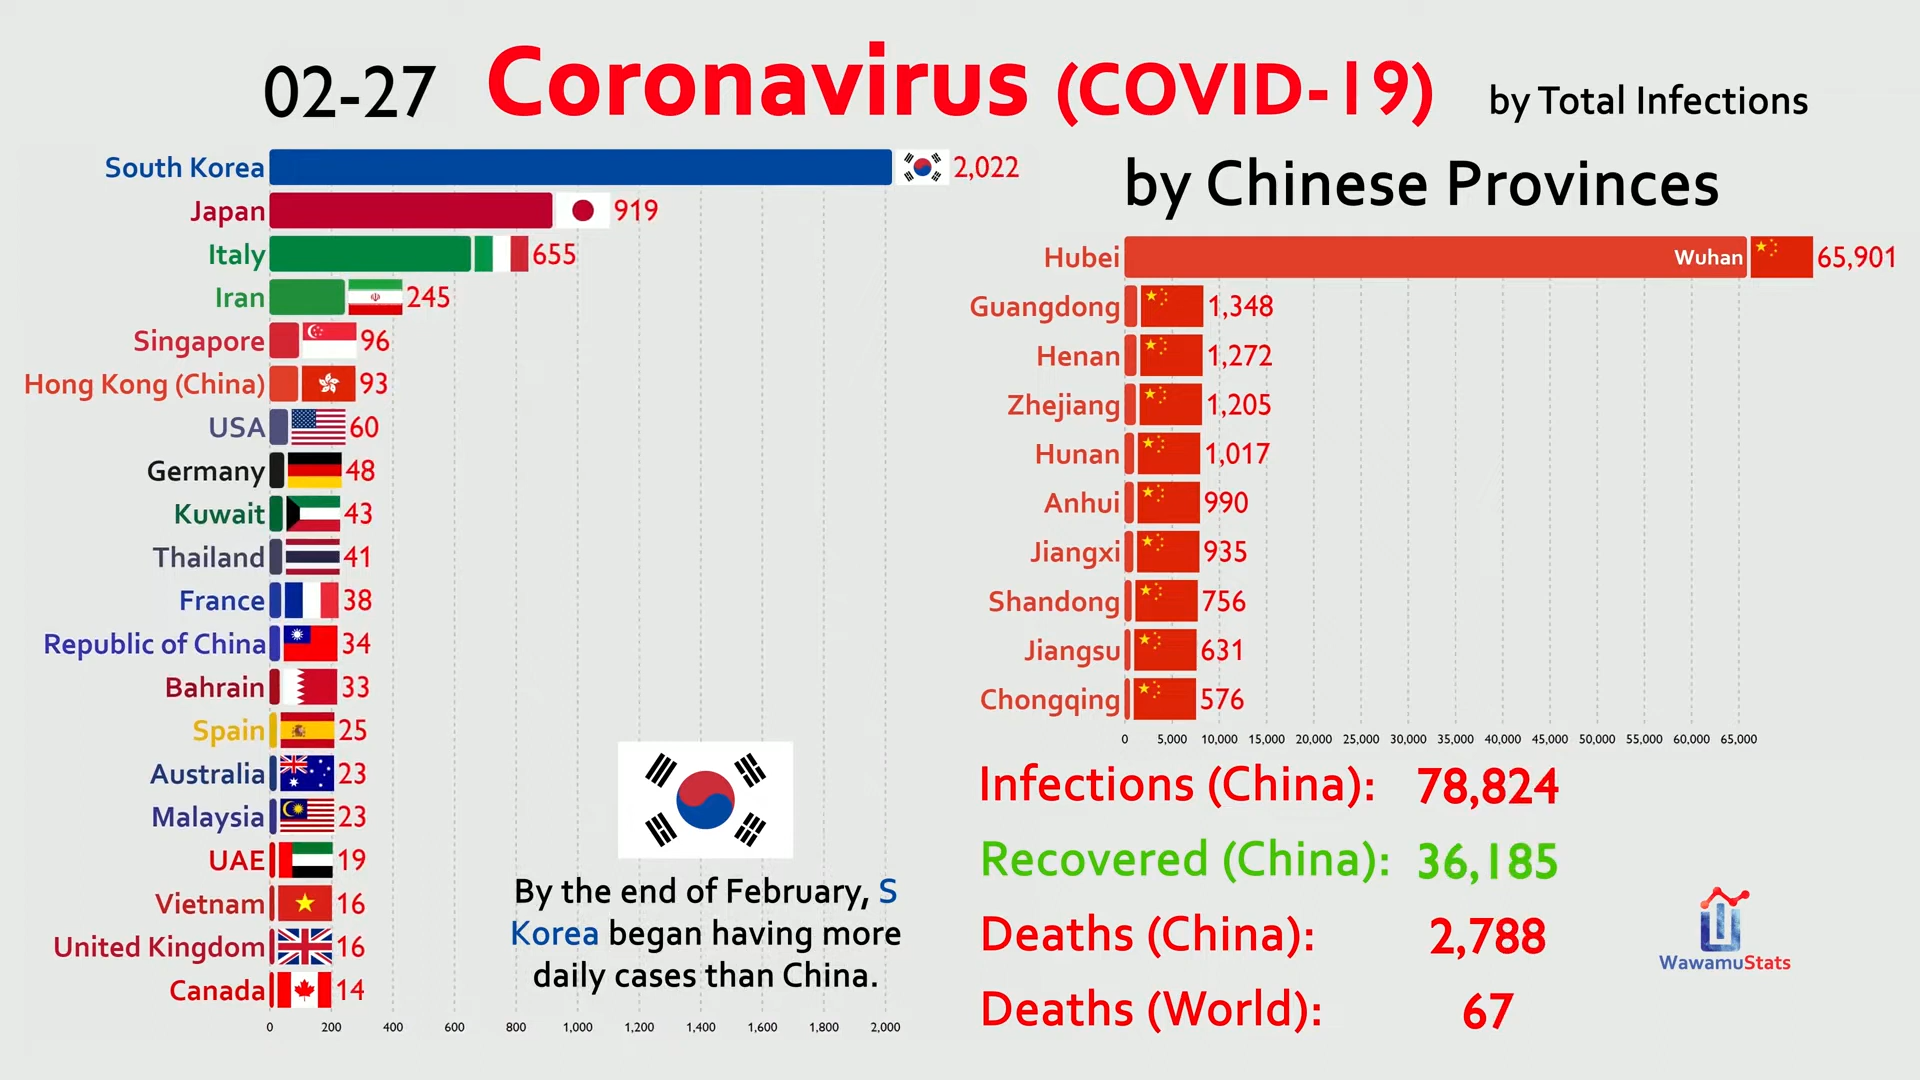 02-27 Coronavirus (COVID-19) by Total Infections
South Korea 2,022
Japan 919
Italy 655
Iran 245
Singapore 96
Hong Kong (China) 93
USA 60
Germany 48
Kuwait 43
Thailand 41
France 38
Republic of China 34
Bahrain 33
Spain 25
Australia 23
Malaysia 23
UAE 19
Vietnam 16
United Kingdom 16
Canada 14
0 200 400 600 800 1,000 1,200 1,400 1,600 1,800 2,000
By the end of February, S
Korea began having more
daily cases than China.
by Chinese Provinces
Hubei Wuhan 65,901
Guangdong 1,348
Henan 1,272
Zhejiang 1,205
Hunan 1,017
Anhui 990
Jiangxi 935
Shandong 756
Jiangsu 631
Chongqing 576
0 5,000 10,000 15,000 20,000 25,000 30,000 35,000 40,000 45,000 50,000 55,000 60,000 65,000
Infections (China): 78,824
Recovered (China): 36,185
Deaths (China): 2,788
Deaths (World): 67
WawamuStats